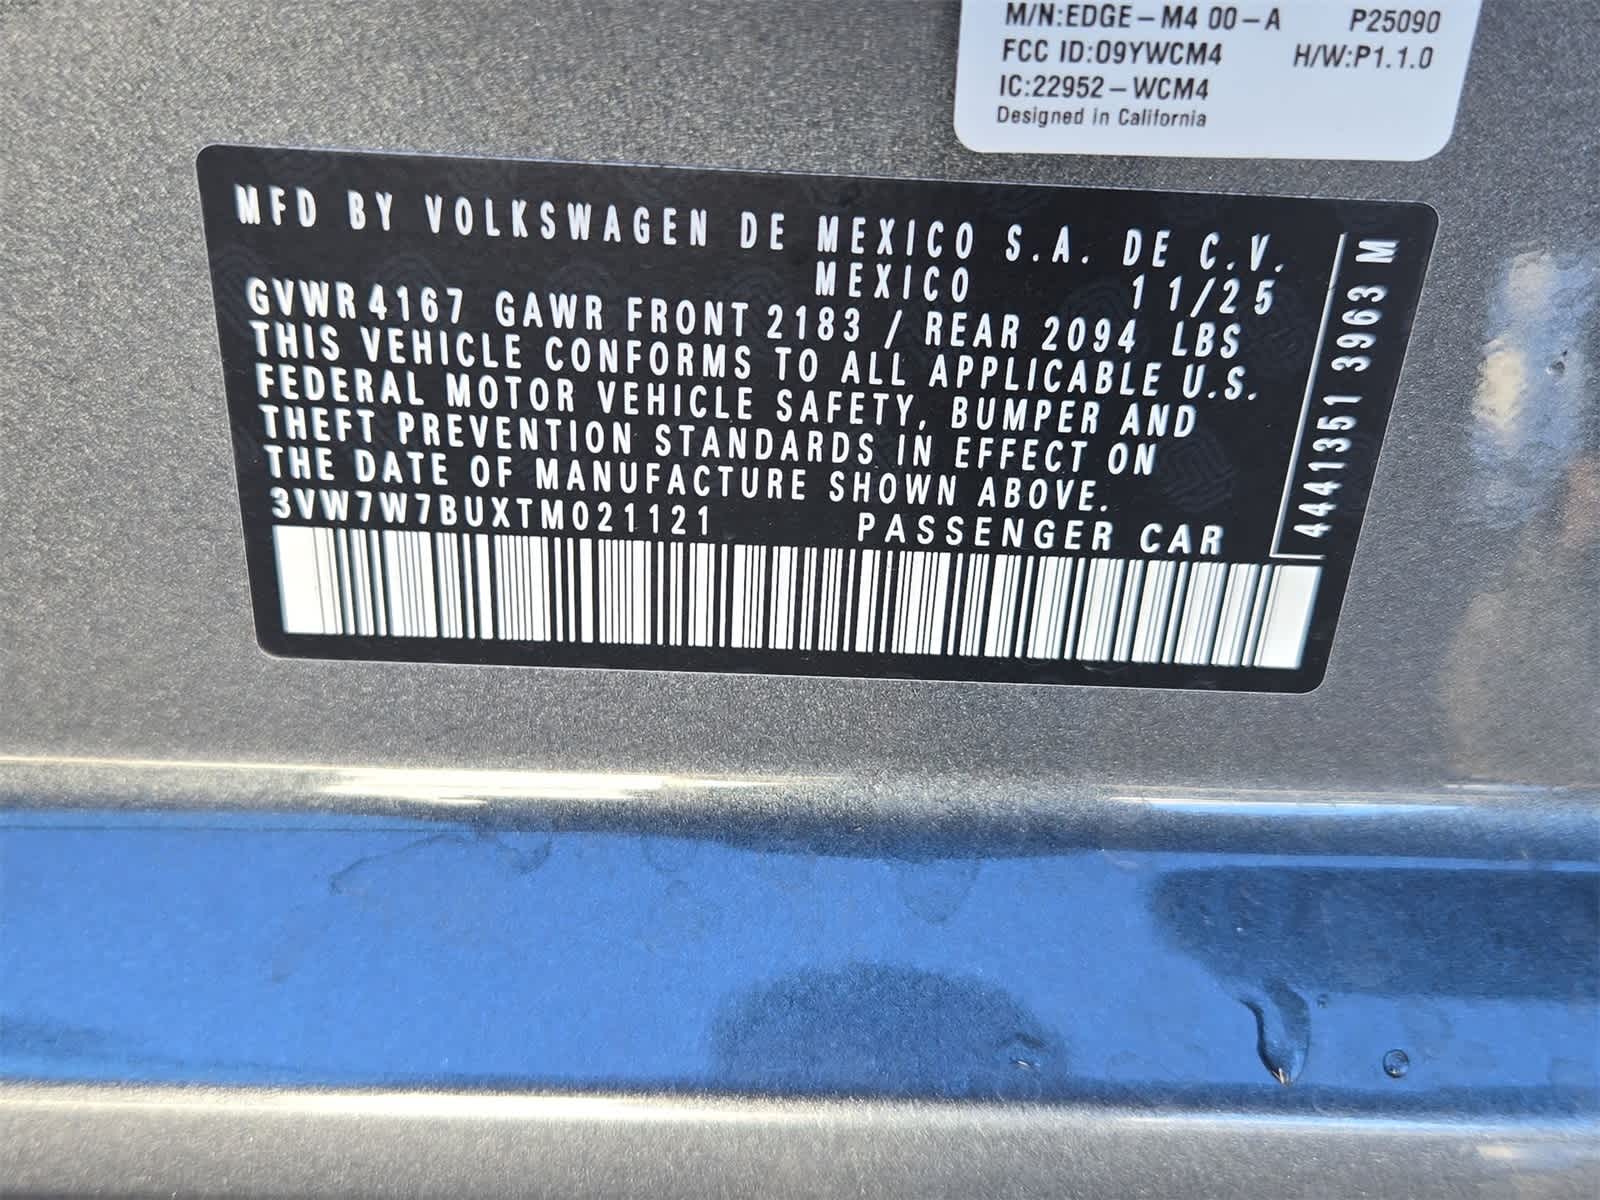 M/N:EDGE-M4 00-A P25090
FCC ID:O9YWCM4 H/W:P1.1.0
IC:22952-WCM4
Designed in California
MFD BY VOLKSWAGEN DE MEXICO S.A. DE C.V.
MEXICO 11/25
GVWR 4167 GAWR FRONT 2183 / REAR 2094 LBS
THIS VEHICLE CONFORMS TO ALL APPLICABLE U.S.
FEDERAL MOTOR VEHICLE SAFETY, BUMPER AND
THEFT PREVENTION STANDARDS IN EFFECT ON
THE DATE OF MANUFACTURE SHOWN ABOVE.
3VW7W7BUXTM021121 PASSENGER CAR
4441351 3963 M